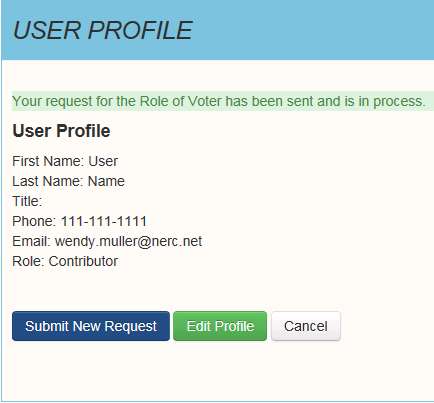 USER PROFILE
Your request for the Role of Voter has been sent and is in process.
User Profile
First Name: User
Last Name: Name
Title:
Phone: 111-111-1111
Email: wendy.muller@nerc.net
Role: Contributor
Submit New Request Edit Profile Cancel